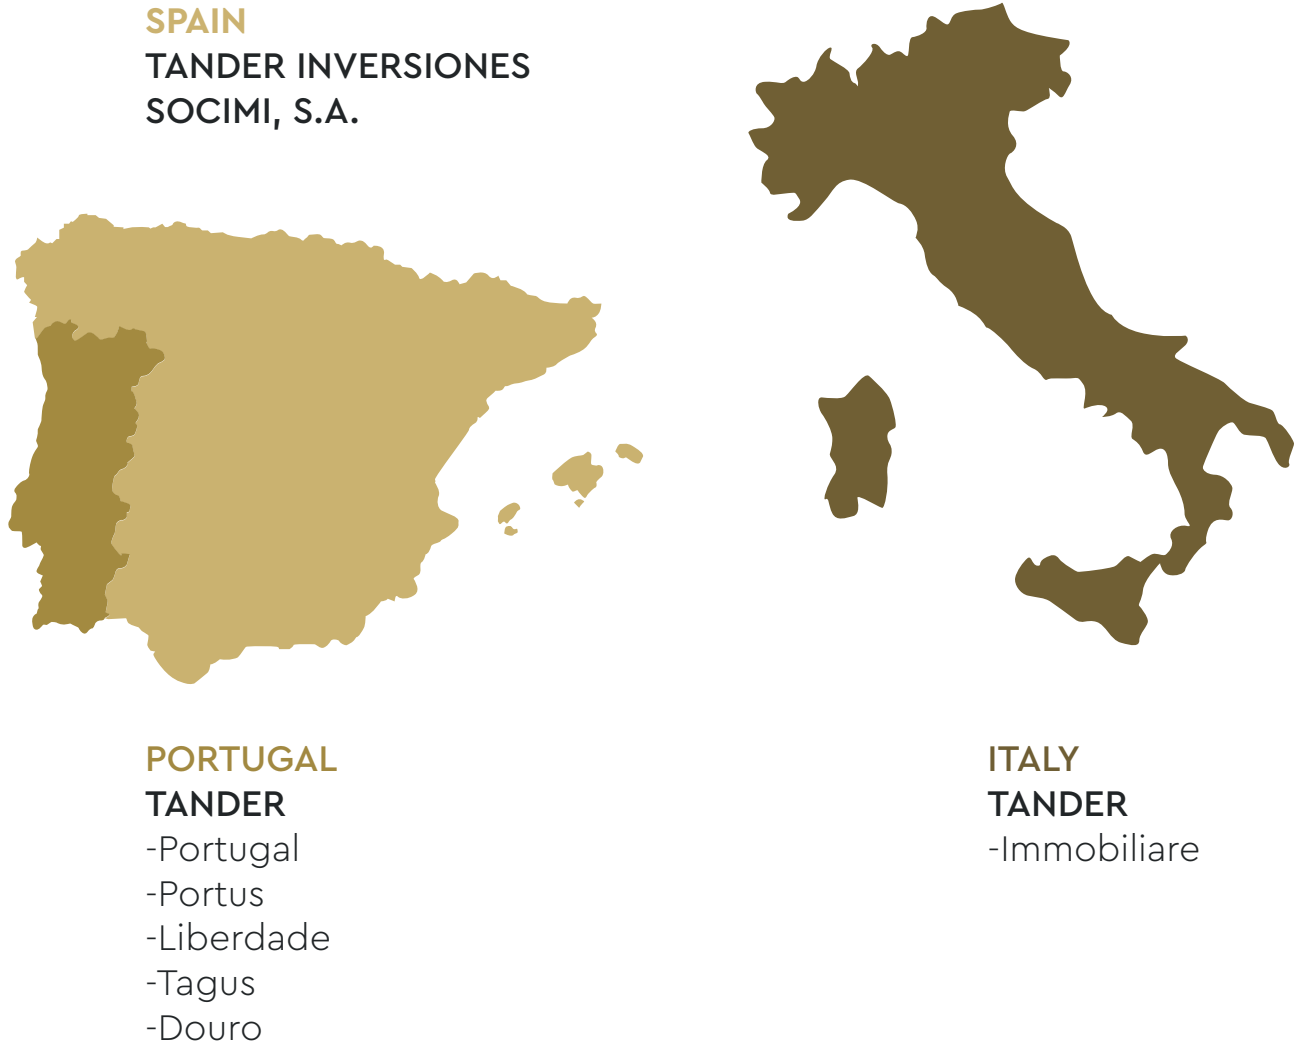 SPAIN
TANDER INVERSIONES
SOCIMI, S.A.
PORTUGAL
TANDER
-Portugal
-Portus
-Liberdade
-Tagus
-Douro
ITALY
TANDER
-Immobiliare